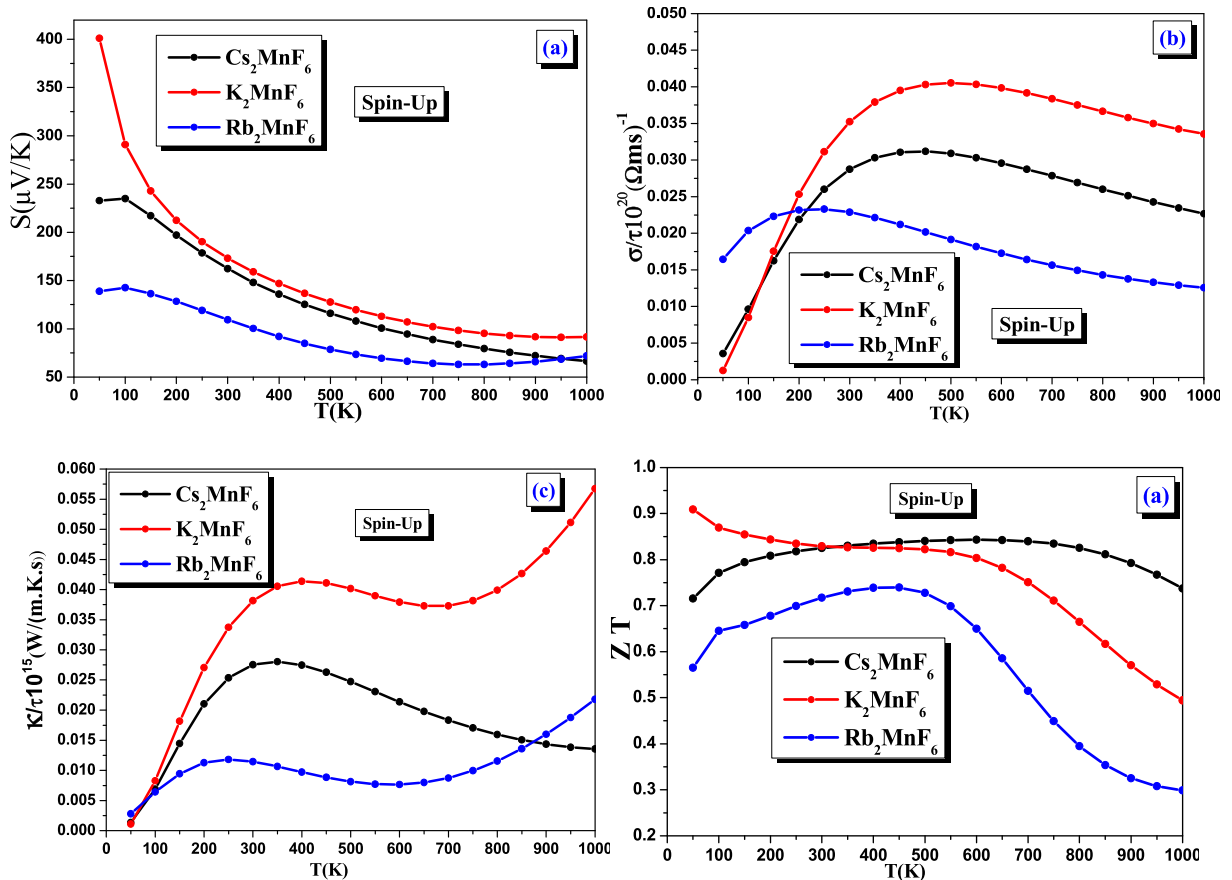 (a)
Cs₂MnF₆
K₂MnF₆
Rb₂MnF₆
Spin-Up
S(μV/K)
400
350
300
250
200
150
100
50
0 100 200 300 400 500 600 700 800 900 1000
T(K)
(b)
σ/τ10²⁰(Ωms)⁻¹
0.050
0.045
0.040
0.035
0.030
0.025
0.020
0.015
0.010
0.005
0.000
Cs₂MnF₆
K₂MnF₆
Rb₂MnF₆
Spin-Up
0 100 200 300 400 500 600 700 800 900 1000
T(K)
(c)
Cs₂MnF₆
K₂MnF₆
Rb₂MnF₆
Spin-Up
κ/τ10¹⁵(W/(m.K.s))
0.060
0.055
0.050
0.045
0.040
0.035
0.030
0.025
0.020
0.015
0.010
0.005
0.000
0 100 200 300 400 500 600 700 800 900 1000
T(K)
(a)
Spin-Up
Z T
1.0
0.9
0.8
0.7
0.6
0.5
0.4
0.3
0.2
Cs₂MnF₆
K₂MnF₆
Rb₂MnF₆
0 100 200 300 400 500 600 700 800 900 1000
T(K)